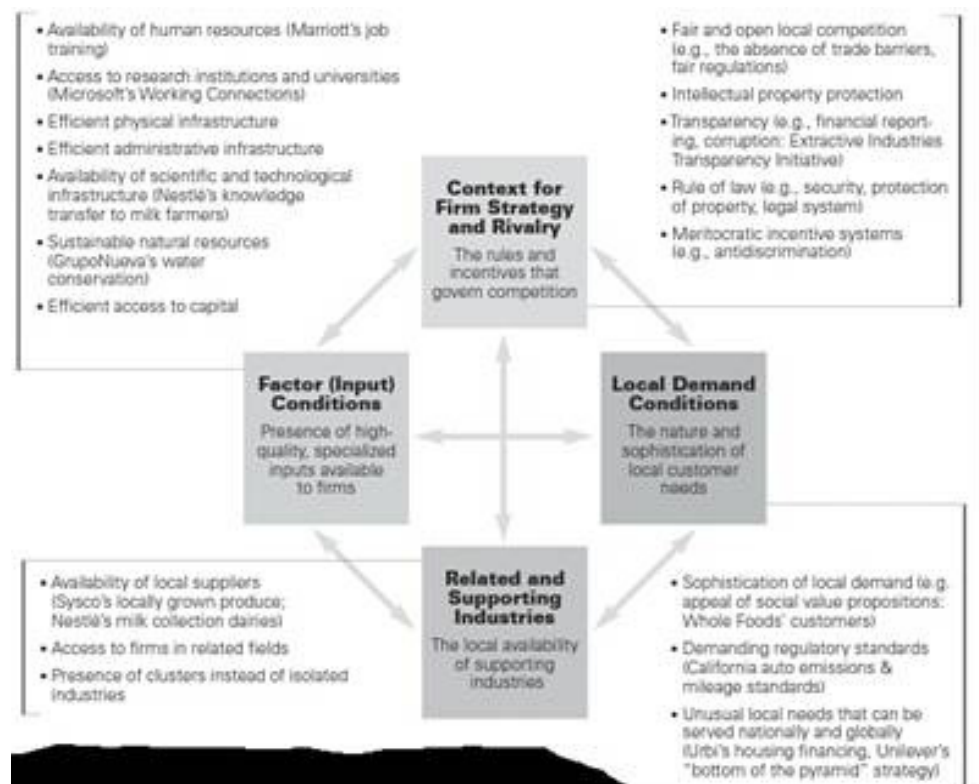 • Availability of human resources (Marriott's job
training)
• Access to research institutions and universities
(Microsoft's Working Connections)
• Efficient physical infrastructure
• Efficient administrative infrastructure
• Availability of scientific and technological
infrastructure (Nestlé's knowledge
transfer to milk farmers)
• Sustainable natural resources
(GrupoNueva's water
conservation)
• Efficient access to capital
• Fair and open local competition
(e.g., the absence of trade barriers,
fair regulations)
• Intellectual property protection
• Transparency (e.g., financial report-
ing, corruption: Extractive Industries
Transparency Initiative)
• Rule of law (e.g., security, protection
of property, legal system)
• Meritocratic incentive systems
(e.g., antidiscrimination)
Context for
Firm Strategy
and Rivalry
The rules and
incentives that
govern competition
Factor (Input)
Conditions
Presence of high-
quality, specialized
inputs available
to firms
Local Demand
Conditions
The nature and
sophistication of
local customer
needs
Related and
Supporting
Industries
The local availability
of supporting
industries
• Availability of local suppliers
(Sysco's locally grown produce;
Nestlé's milk collection dairies)
• Access to firms in related fields
• Presence of clusters instead of isolated
industries
• Sophistication of local demand (e.g.
appeal of social value propositions:
Whole Foods' customers)
• Demanding regulatory standards
(California auto emissions &
mileage standards)
• Unusual local needs that can be
served nationally and globally
(Urbi's housing financing, Unilever's
"bottom of the pyramid" strategy)